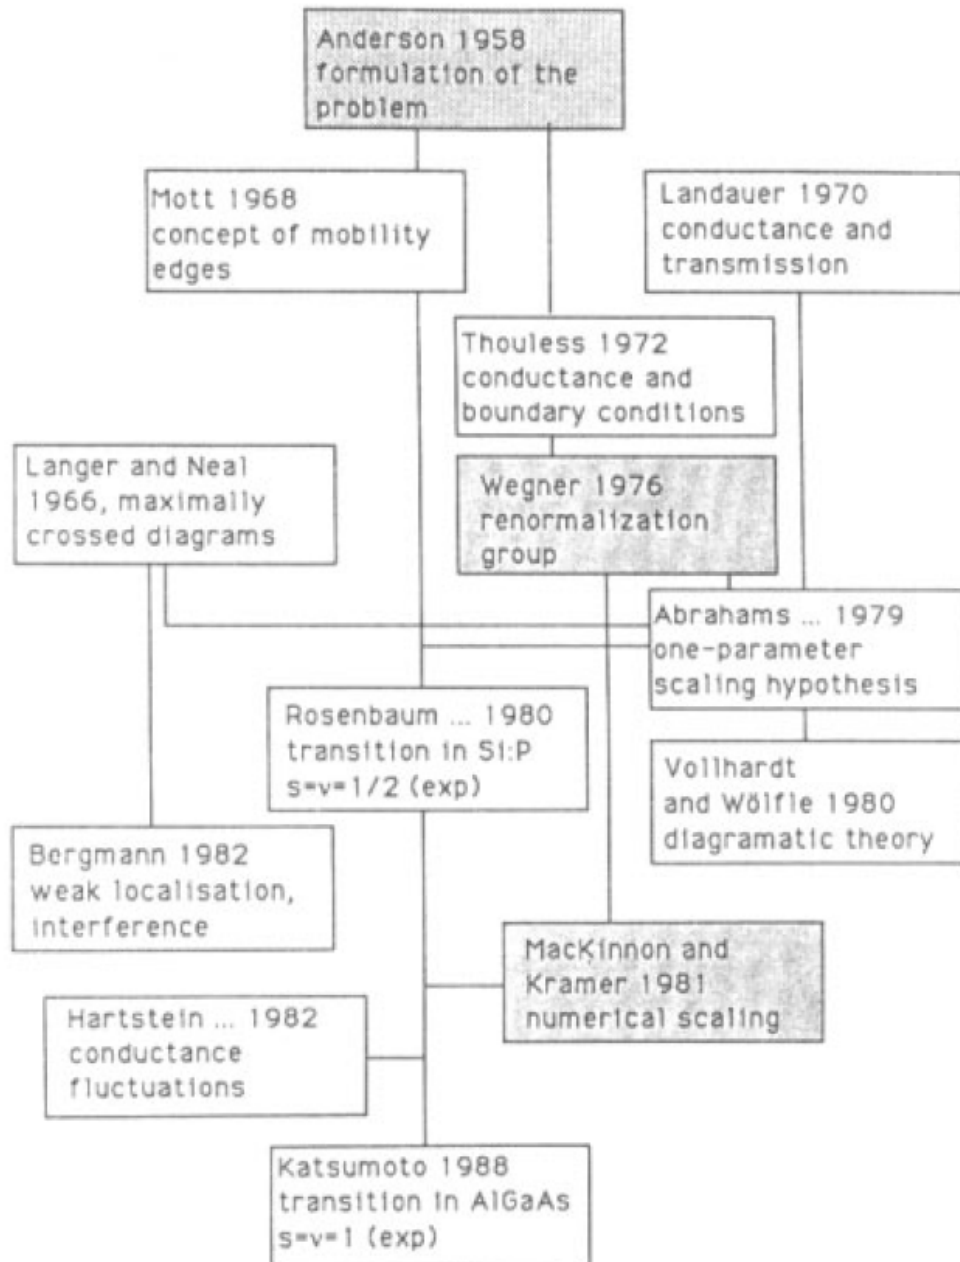 Anderson 1958
formulation of the
problem
Mott 1968
concept of mobility
edges
Landauer 1970
conductance and
transmission
Thouless 1972
conductance and
boundary conditions
Langer and Neal
1966, maximally
crossed diagrams
Wegner 1976
renormalization
group
Abrahams ... 1979
one-parameter
scaling hypothesis
Rosenbaum ... 1980
transition in Si:P
s=ν=1/2 (exp)
Vollhardt
and Wölfle 1980
diagramatic theory
Bergmann 1982
weak localisation,
interference
MacKinnon and
Kramer 1981
numerical scaling
Hartstein ... 1982
conductance
fluctuations
Katsumoto 1988
transition in AlGaAs
s=ν=1 (exp)